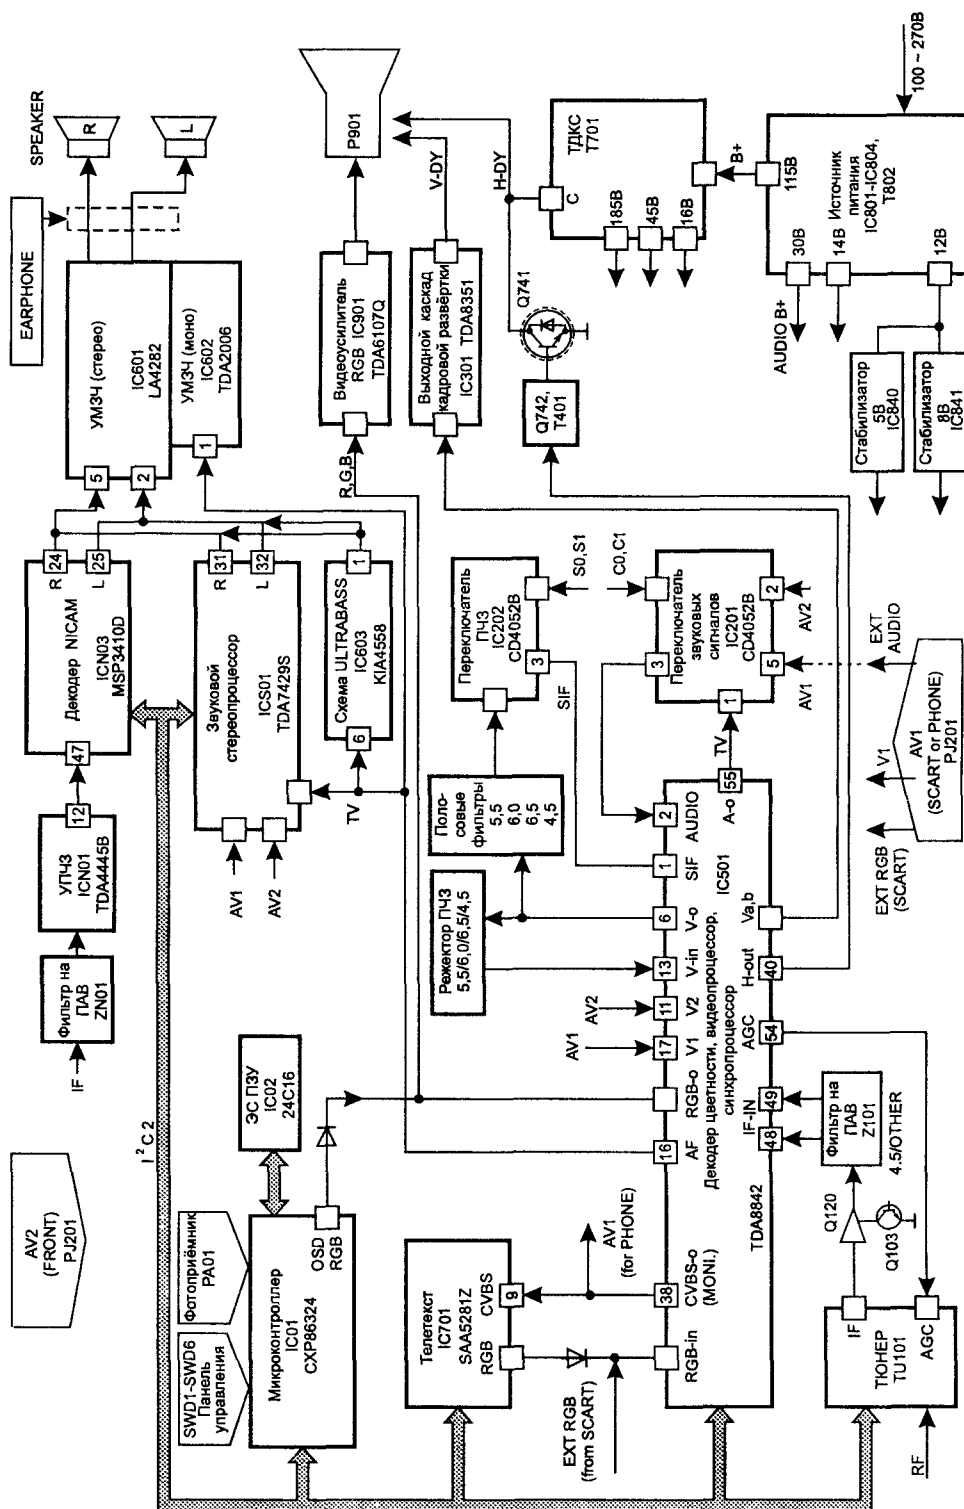 AV2
(FRONT)
PJ201
IF
Фильтр на
ПАВ
ZN01
УПЧЗ
ICN01
TDA4445B
12
47
Декодер NICAM
ICN03
MSP3410D
R
24
L
25
EARPHONE
SPEAKER
R
L
5
2
УМЗЧ (стерео)
IC601
LA4282
УМЗЧ (моно)
IC602
TDA2006
1
I²C2
AV1
AV2
Звуковой
стереопроцессор
ICS01
TDA7429S
R
31
L
32
TV
6
Схема ULTRABASS
IC603
KIA4558
1
SWD1-SWD6
Панель
управления
Фотоприёмник
PA01
Микроконтроллер
IC01
CXP86324
OSD
RGB
ЭС ПЗУ
IC02
24C16
R,G,B
Видеоусилитель
RGB IC901
TDA6107Q
P901
Выходной каскад
кадровой развёртки
IC301 TDA8351
V-DY
H-DY
Телетекст
IC701
SAA5281Z
RGB
CVBS
9
AV1
(for PHONE)
EXT RGB
(from SCART)
Режектор ПЧЗ
5,5/6,0/6,5/4,5
Поло-
совые
фильтры
5,5
6,0
6,5
4,5
Переключатель
ПЧЗ
IC202
CD4052B
3
SIF
S0,S1
C0,C1
Q742,
T401
Q741
ТДКС
T701
C
185В
45В
16В
B+
AV1
AV2
RGB-in
38
CVBS-o
(MONI.)
16
AF
RGB-o
17
V1
11
V2
13
V-in
6
V-o
1
SIF
2
AUDIO
Декодер цветности, видеопроцессор,
синхропроцессор
IC501
TDA8842
48
49
IF-IN
54
AGC
40
H-out
Va,b
55
A-o
TV
3
Переключатель
звуковых
сигналов
IC201
CD4052B
1
5
2
AV1
AV2
115В
Источник
питания
IC801-IC804,
T802
30В
14В
12В
100 ~ 270В
AUDIO B+
Стабилизатор
5В
IC840
Стабилизатор
8В
IC841
RF
ТЮНЕР
TU101
IF
AGC
Q120
Q103
Фильтр на
ПАВ
Z101
4.5/OTHER
EXT RGB
(SCART)
V1
EXT
AUDIO
AV1
(SCART or PHONE)
PJ201